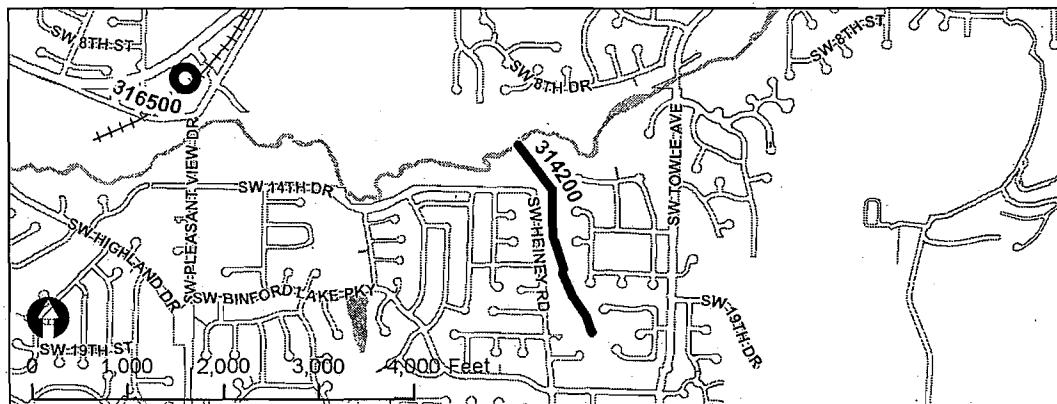 SW 8TH ST
316500
SW PLEASANT VIEW DR
SW 14TH DR
SW HIGHLAND DR
SW BINFORD LAKE PKY
SW 19TH ST
SW 8TH DR
314200
SW HEINEY RD
SW TOWLE AVE
SW 8TH ST
SW 19TH DR
0 1,000 2,000 3,000 4,000 Feet